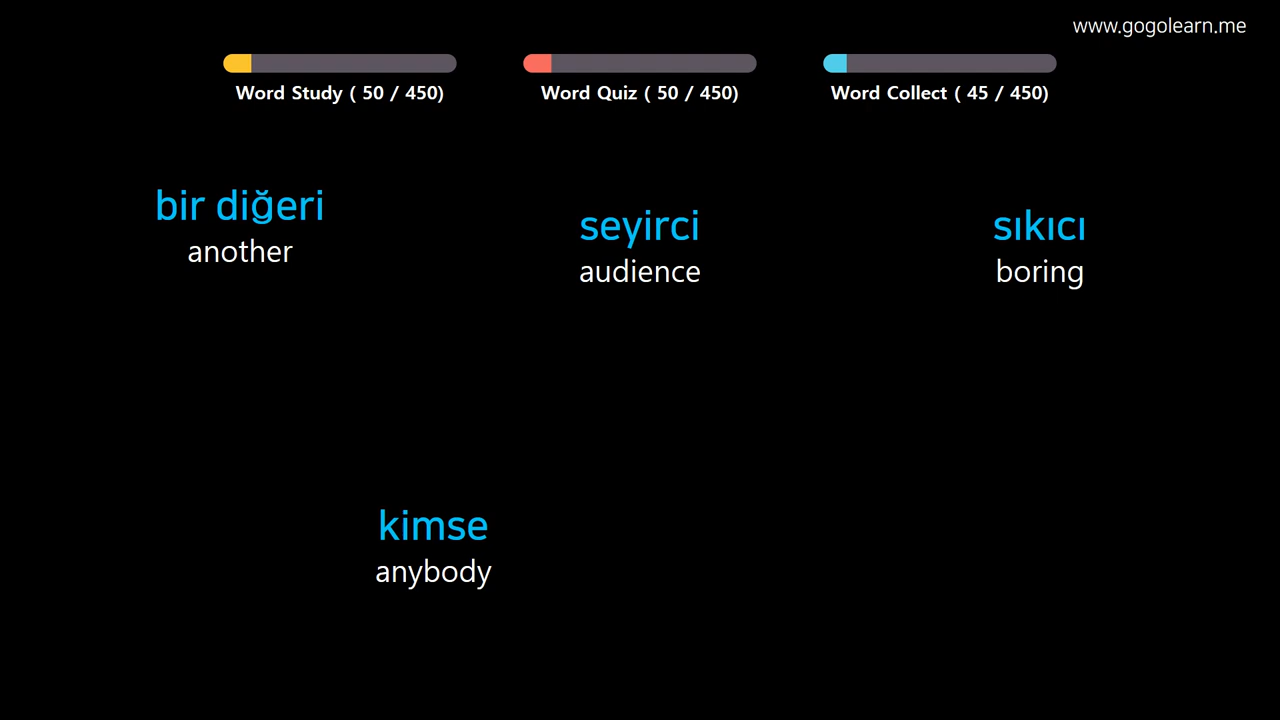 www.gogolearn.me
Word Study ( 50 / 450)
Word Quiz ( 50 / 450)
Word Collect ( 45 / 450)
bir diğeri
another
seyirci
audience
sıkıcı
boring
kimse
anybody